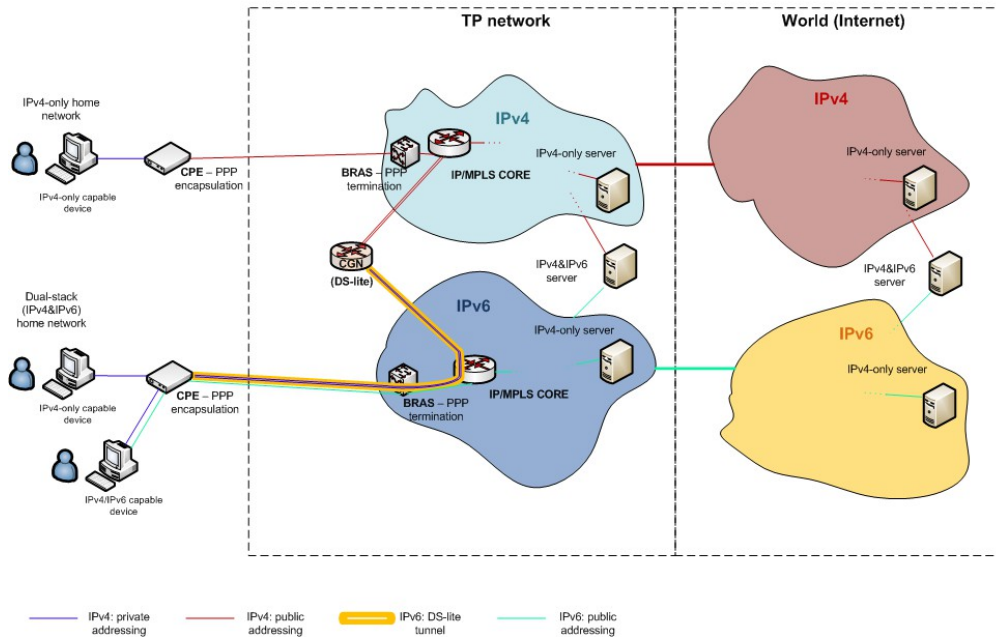 TP network
World (Internet)
IPv4-only home
network
IPv4-only capable
device
CPE – PPP
encapsulation
IPv4
BRAS – PPP
termination
IP/MPLS CORE
IPv4-only server
IPv4
IPv4-only server
CGN
(DS-lite)
IPv4&IPv6
server
IPv4&IPv6
server
Dual-stack
(IPv4&IPv6)
home network
IPv4-only capable
device
CPE – PPP
encapsulation
IPv4/IPv6 capable
device
IPv6
IPv4-only server
BRAS – PPP
termination
IP/MPLS CORE
IPv6
IPv4-only server
IPv4: private
addressing
IPv4: public
addressing
IPv6: DS-lite
tunnel
IPv6: public
addressing